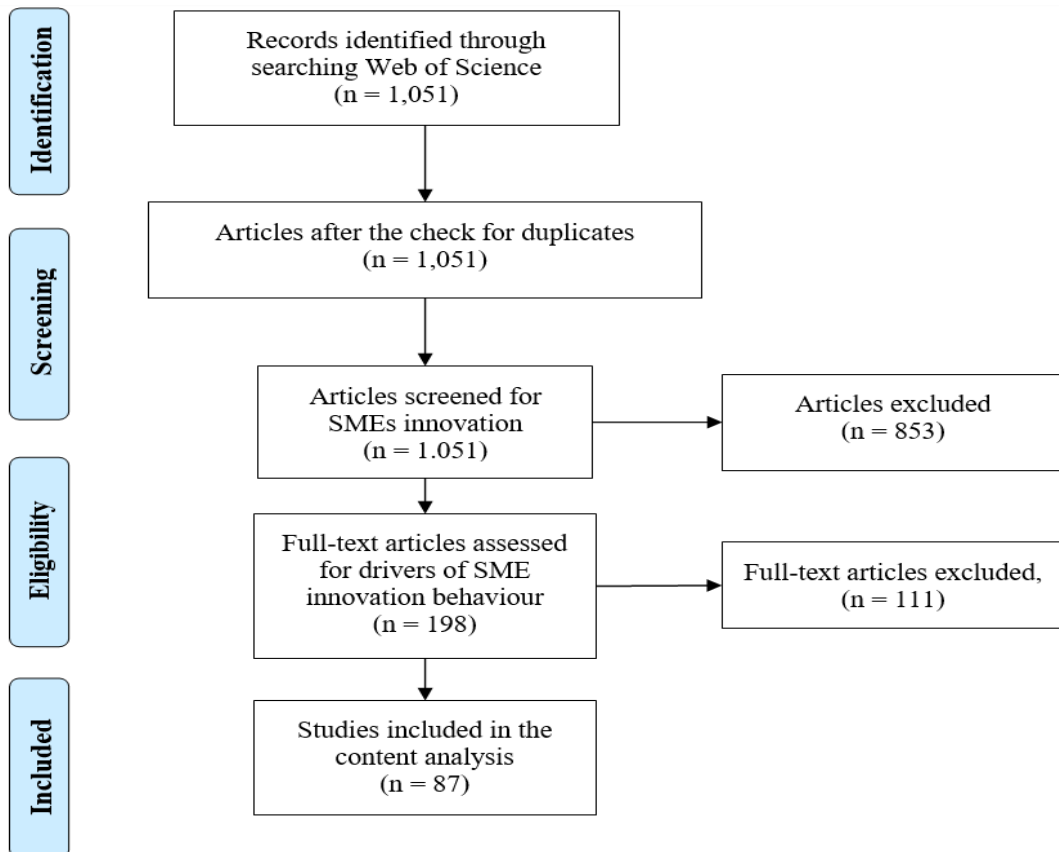 Identification
Records identified through
searching Web of Science
(n = 1,051)
Screening
Articles after the check for duplicates
(n = 1,051)
Articles screened for
SMEs innovation
(n = 1.051)
Articles excluded
(n = 853)
Eligibility
Full-text articles assessed
for drivers of SME
innovation behaviour
(n = 198)
Full-text articles excluded,
(n = 111)
Included
Studies included in the
content analysis
(n = 87)